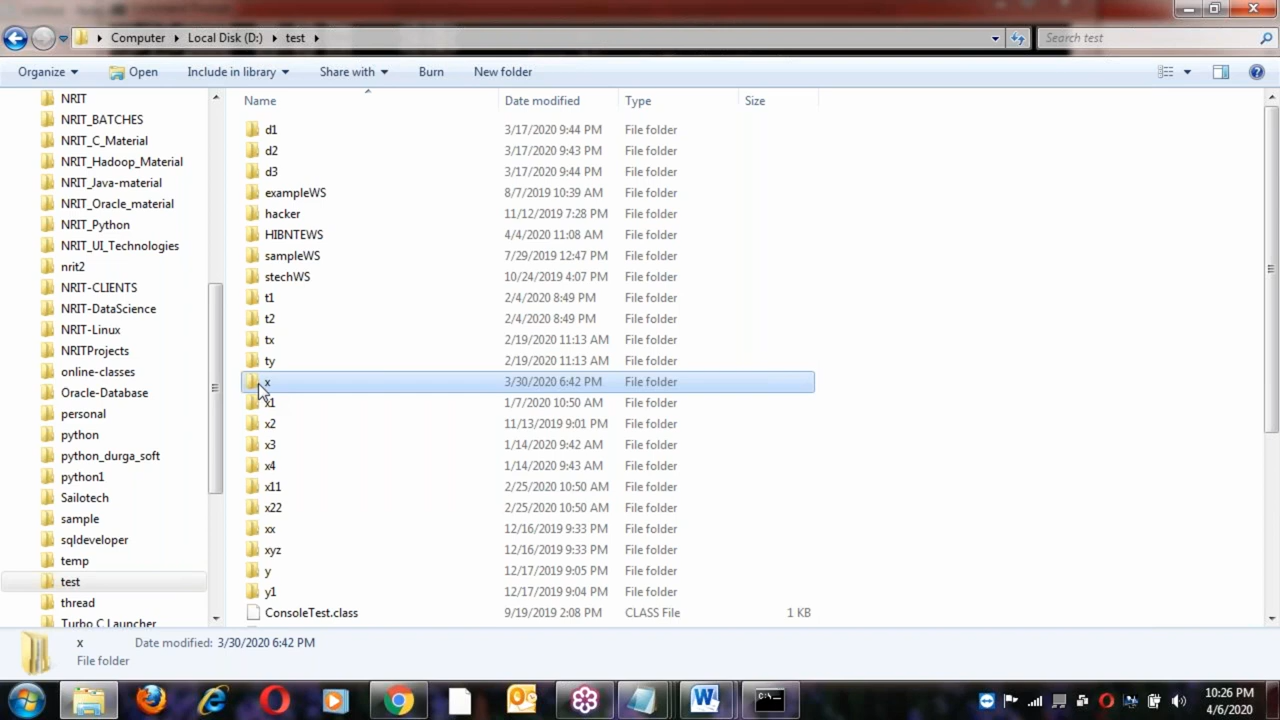 Computer ▸ Local Disk (D:) ▸ test ▸
Search test
Organize Open Include in library Share with Burn New folder
Name Date modified Type Size
NRIT
NRIT_BATCHES
NRIT_C_Material
NRIT_Hadoop_Material
NRIT_Java-material
NRIT_Oracle_material
NRIT_Python
NRIT_UI_Technologies
nrit2
NRIT-CLIENTS
NRIT-DataScience
NRIT-Linux
NRITProjects
online-classes
Oracle-Database
personal
python
python_durga_soft
python1
Sailotech
sample
sqldeveloper
temp
test
thread
Turbo C Launcher
d1 3/17/2020 9:44 PM File folder
d2 3/17/2020 9:43 PM File folder
d3 3/17/2020 9:44 PM File folder
exampleWS 8/7/2019 10:39 AM File folder
hacker 11/12/2019 7:28 PM File folder
HIBNTEWS 4/4/2020 11:08 AM File folder
sampleWS 7/29/2019 12:47 PM File folder
stechWS 10/24/2019 4:07 PM File folder
t1 2/4/2020 8:49 PM File folder
t2 2/4/2020 8:49 PM File folder
tx 2/19/2020 11:13 AM File folder
ty 2/19/2020 11:13 AM File folder
x 3/30/2020 6:42 PM File folder
x1 1/7/2020 10:50 AM File folder
x2 11/13/2019 9:01 PM File folder
x3 1/14/2020 9:42 AM File folder
x4 1/14/2020 9:43 AM File folder
x11 2/25/2020 10:50 AM File folder
x22 2/25/2020 10:50 AM File folder
xx 12/16/2019 9:33 PM File folder
xyz 12/16/2019 9:33 PM File folder
y 12/17/2019 9:05 PM File folder
y1 12/17/2019 9:04 PM File folder
ConsoleTest.class 9/19/2019 2:08 PM CLASS File 1 KB
x Date modified: 3/30/2020 6:42 PM
File folder
10:26 PM
4/6/2020